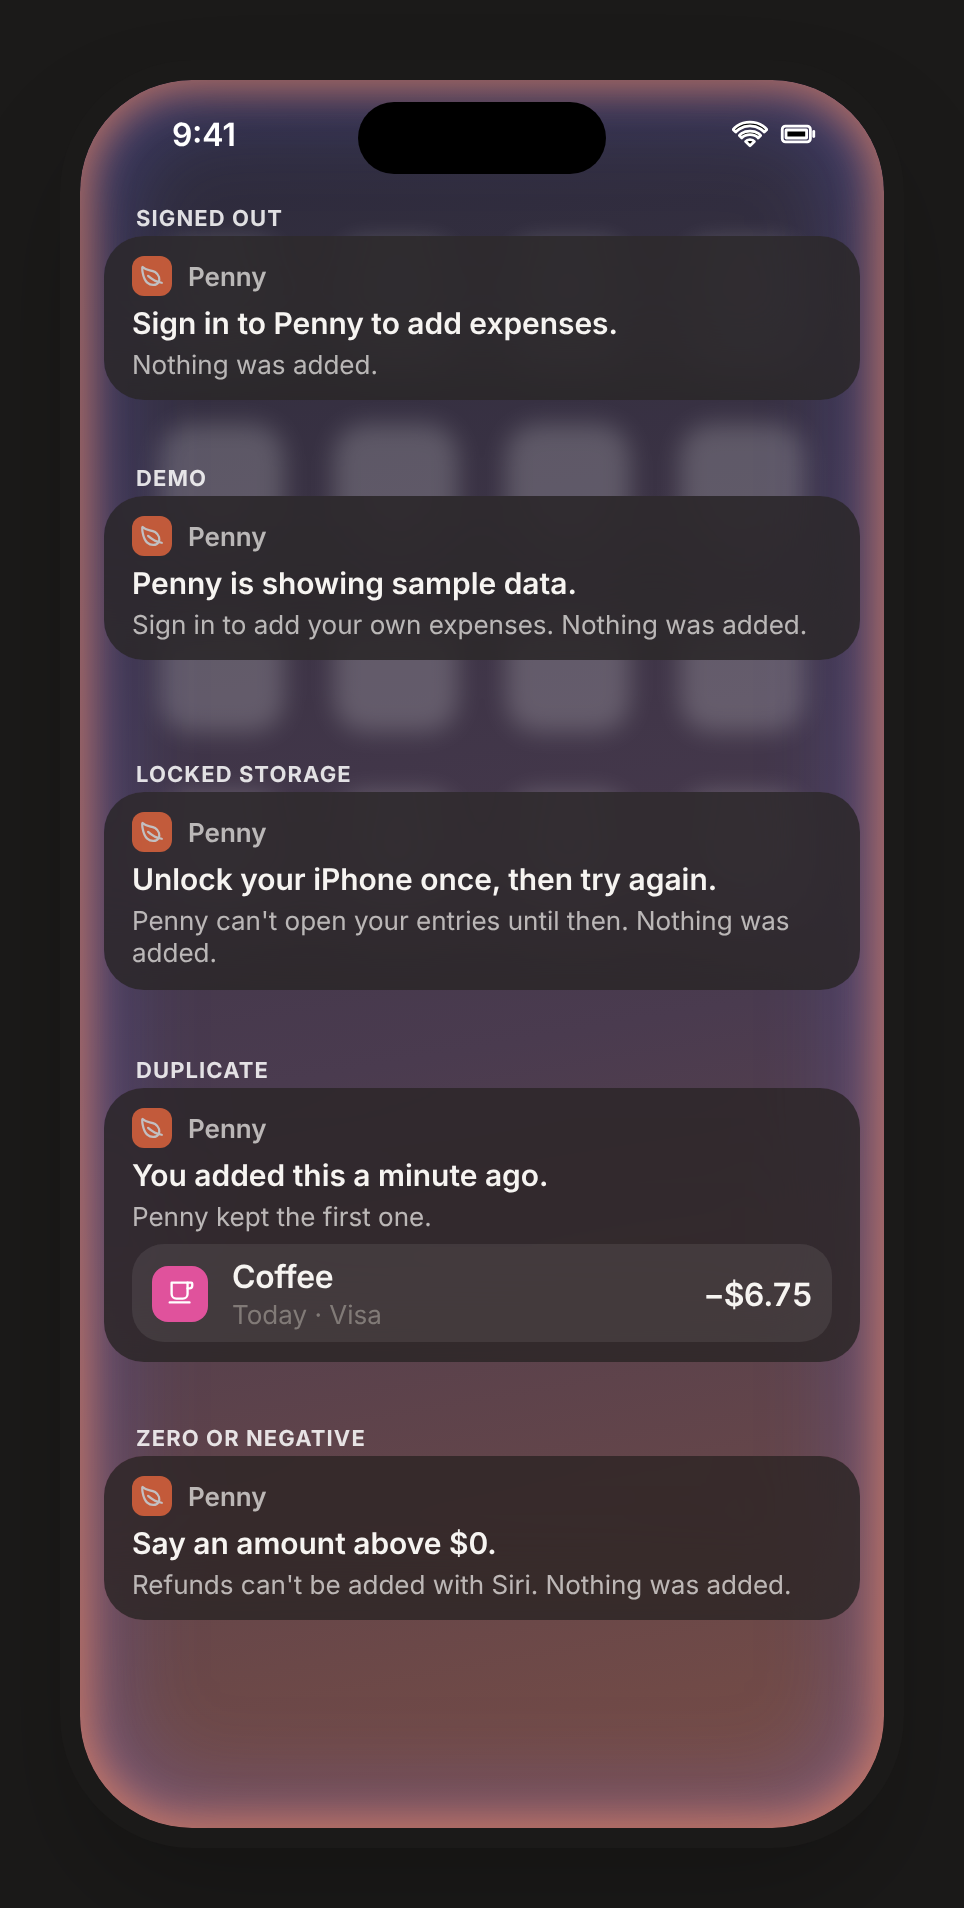 9:41
SIGNED OUT
Penny
Sign in to Penny to add expenses.
Nothing was added.
DEMO
Penny
Penny is showing sample data.
Sign in to add your own expenses. Nothing was added.
LOCKED STORAGE
Penny
Unlock your iPhone once, then try again.
Penny can't open your entries until then. Nothing was
added.
DUPLICATE
Penny
You added this a minute ago.
Penny kept the first one.
Coffee
Today · Visa
–$6.75
ZERO OR NEGATIVE
Penny
Say an amount above $0.
Refunds can't be added with Siri. Nothing was added.